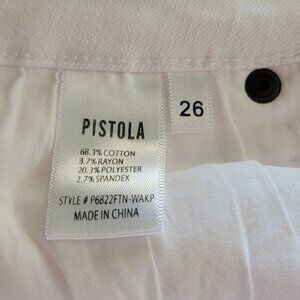 PISTOLA
26
68.3% COTTON
8.7% RAYON
20.3% POLYESTER
2.7% SPANDEX
STYLE # P6822FTN-WAKP
MADE IN CHINA